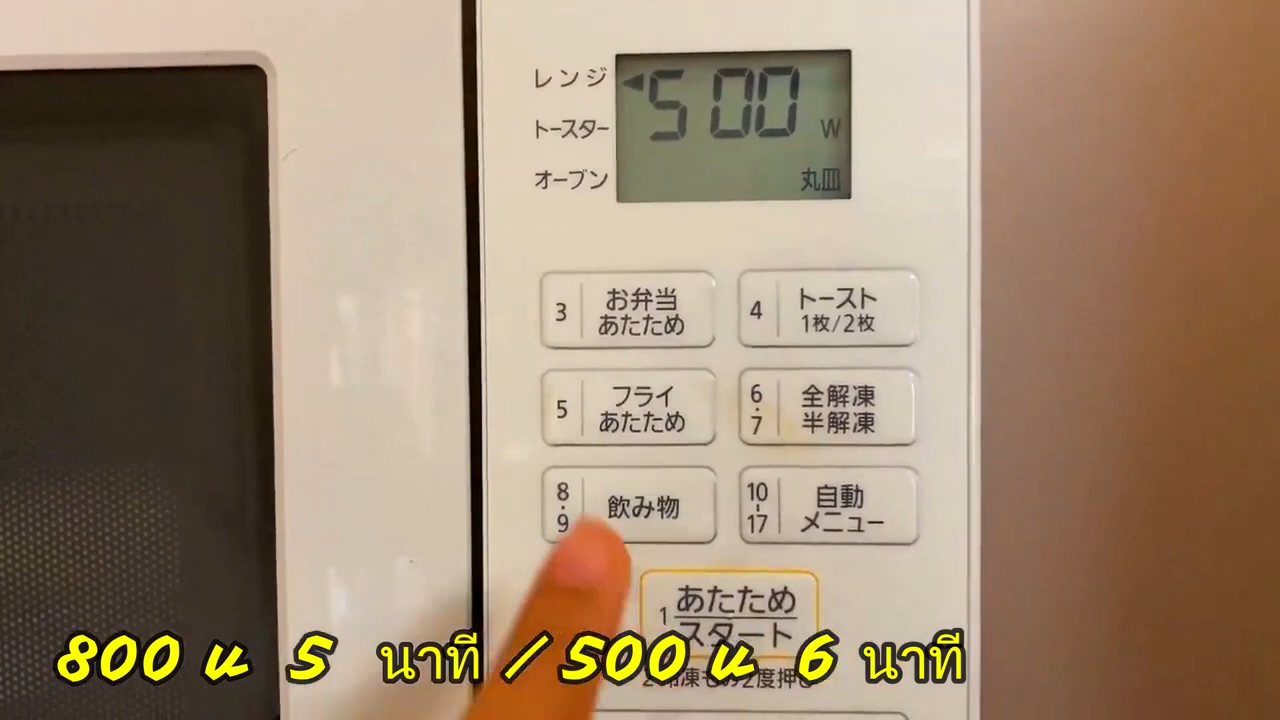 レンジ
500 W
トースター
オーブン
丸皿
3 お弁当
あたため
4 トースト
1枚/2枚
5 フライ
あたため
6・7 全解凍
半解凍
8・9 飲み物
10-17 自動
メニュー
1 あたため
スタート
800 น 5 นาที / 500 น 6 นาที